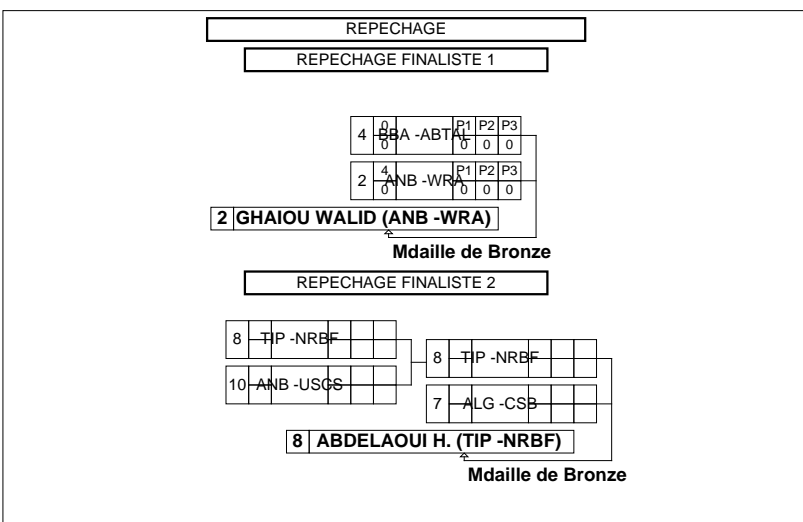 REPECHAGE
REPECHAGE FINALISTE 1
4 0 0 BBA -ABTAL P1 P2 P3 0 0 0
2 4 0 ANB -WRA P1 P2 P3 0 0 0
2 GHAIOU WALID (ANB -WRA)
Mdaille de Bronze
REPECHAGE FINALISTE 2
8 TIP -NRBF
10 ANB -USCS
8 TIP -NRBF
7 ALG -CSB
8 ABDELAOUI H. (TIP -NRBF)
Mdaille de Bronze